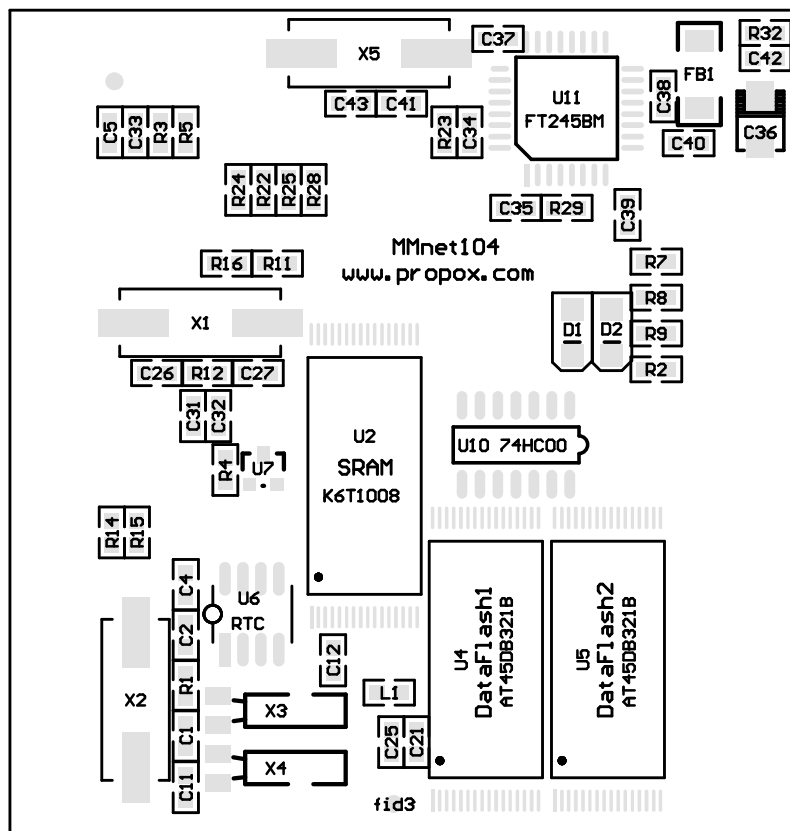 R32
C37
C42
X5
FB1
U11
C38
C43 C41
FT245BM
C36
C5
C33
R3
R5
R23
C34
C40
R24
R22
R25
R28
C35 R29
C39
MMnet104
www.propox.com
R16 R11
R7
R8
X1
D1 D2
R9
C26 R12 C27
R2
C31
C32
U2
U10 74HC00
R4
U7
SRAM
K6T1008
R14
R15
C4
U6
RTC
C2
C12
U4
DataFlash1
AT45DB321B
U5
DataFlash2
AT45DB321B
R1
L1
X2
X3
C1
C25
C21
X4
C11
fid3